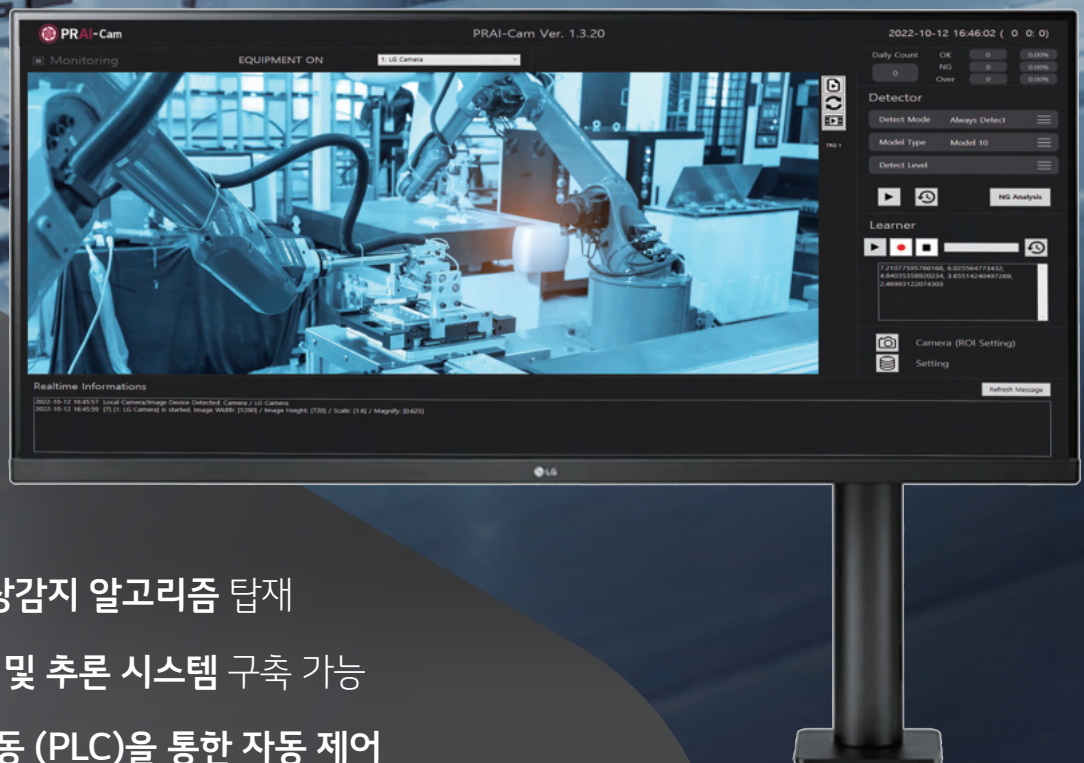 PRAI-Cam
PRAI-Cam Ver. 1.3.20
2022-10-12 16:46:02 ( 0 0: 0)
Monitoring
EQUIPMENT ON
1: LG Camera
Daily Count
OK
0
0.00%
0
NG
0
0.00%
Over
0
0.00%
TRG 1
Detector
Detect Mode
Always Detect
Model Type
Model 10
Detect Level
NG Analysis
Learner
7.21077595766168, 6.025564773432,
4.84035358920234, 3.65514240497269,
2.46993122074303
Camera (ROI Setting)
Setting
Realtime Informations
Refresh Message
2022-10-12 16:45:57 Local Camera/Image Device Detected: Camera / LG Camera
2022-10-12 16:45:59 [7] [1: LG Camera] is started. Image Width: [1280] / Image Height: [720] / Scale: [1.6] / Magnify: [0.625]
LG
상감지 알고리즘 탑재
및 추론 시스템 구축 가능
동 (PLC)을 통한 자동 제어